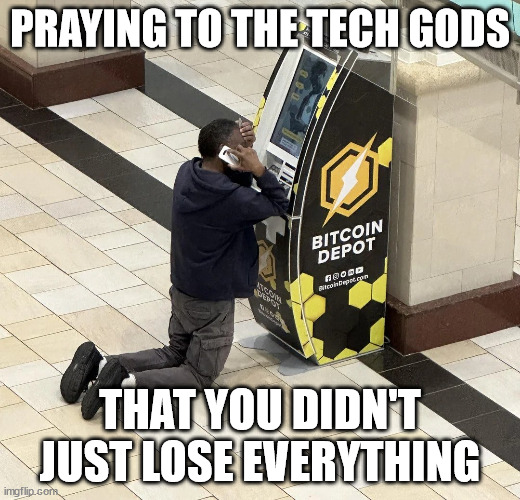 PRAYING TO THE TECH GODS
BITCOIN
DEPOT
BitcoinDepot.com
THAT YOU DIDN'T
JUST LOSE EVERYTHING
imgflip.com